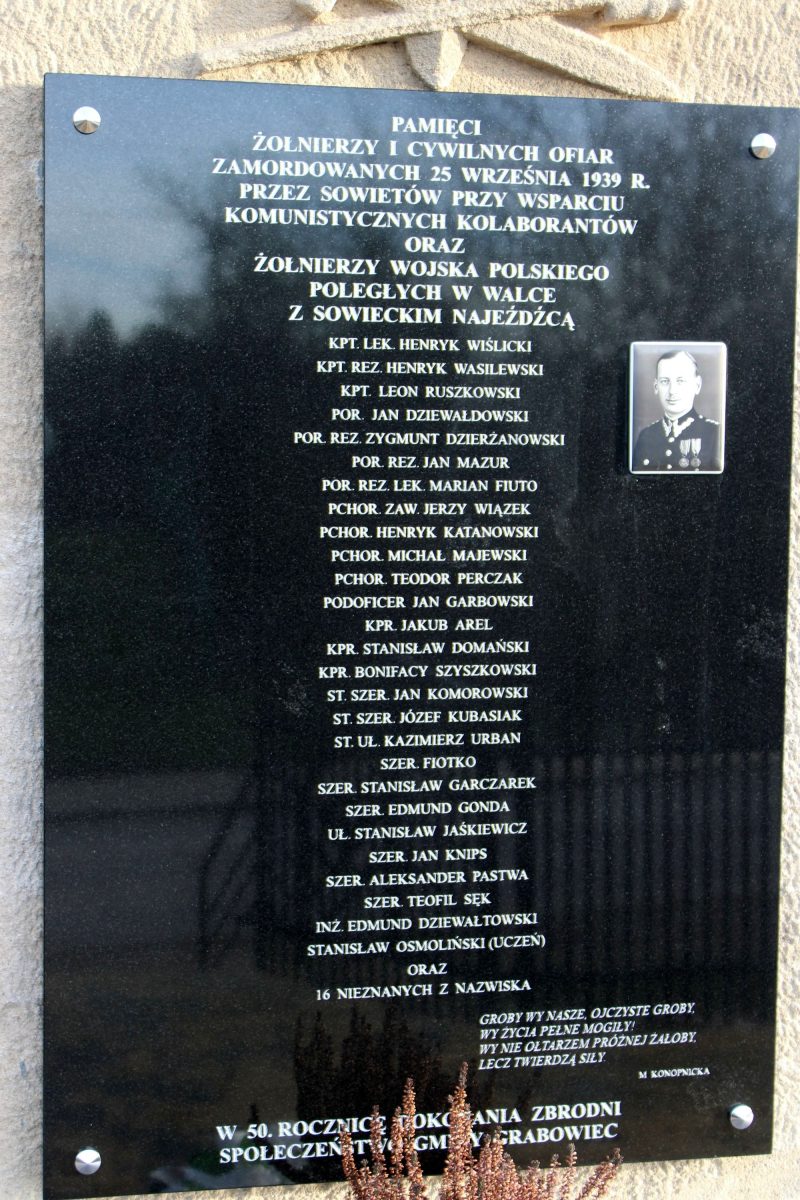 PAMIĘCI
ŻOŁNIERZY I CYWILNYCH OFIAR
ZAMORDOWANYCH 25 WRZEŚNIA 1939 R.
PRZEZ SOWIETÓW PRZY WSPARCIU
KOMUNISTYCZNYCH KOLABORANTÓW
ORAZ
ŻOŁNIERZY WOJSKA POLSKIEGO
POLEGŁYCH W WALCE
Z SOWIECKIM NAJEŹDŹCĄ
KPT. LEK. HENRYK WIŚLICKI
KPT. REZ. HENRYK WASILEWSKI
KPT. LEON RUSZKOWSKI
POR. JAN DZIEWAŁDOWSKI
POR. REZ. ZYGMUNT DZIERŻANOWSKI
POR. REZ. JAN MAZUR
POR. REZ. LEK. MARIAN FIUTO
PCHOR. ZAW. JERZY WIĄZEK
PCHOR. HENRYK KATANOWSKI
PCHOR. MICHAŁ MAJEWSKI
PCHOR. TEODOR PERCZAK
PODOFICER JAN GARBOWSKI
KPR. JAKUB AREL
KPR. STANISŁAW DOMAŃSKI
KPR. BONIFACY SZYSZKOWSKI
ST. SZER. JAN KOMOROWSKI
ST. SZER. JÓZEF KUBASIAK
ST. UŁ. KAZIMIERZ URBAN
SZER. FIOTKO
SZER. STANISŁAW GARCZAREK
SZER. EDMUND GONDA
UŁ. STANISŁAW JAŚKIEWICZ
SZER. JAN KNIPS
SZER. ALEKSANDER PASTWA
SZER. TEOFIL SĘK
INŻ. EDMUND DZIEWAŁTOWSKI
STANISŁAW OSMOLIŃSKI (UCZEŃ)
ORAZ
16 NIEZNANYCH Z NAZWISKA
GROBY WY NASZE, OJCZYSTE GROBY,
WY ŻYCIA PEŁNE MOGIŁY!
WY NIE OŁTARZEM PRÓŻNEJ ŻAŁOBY,
LECZ TWIERDZĄ SIŁY.
M KONOPNICKA
W 50. ROCZNICĘ ZBRODNI
SPOŁECZEŃSTWO GMINY GRABOWIEC